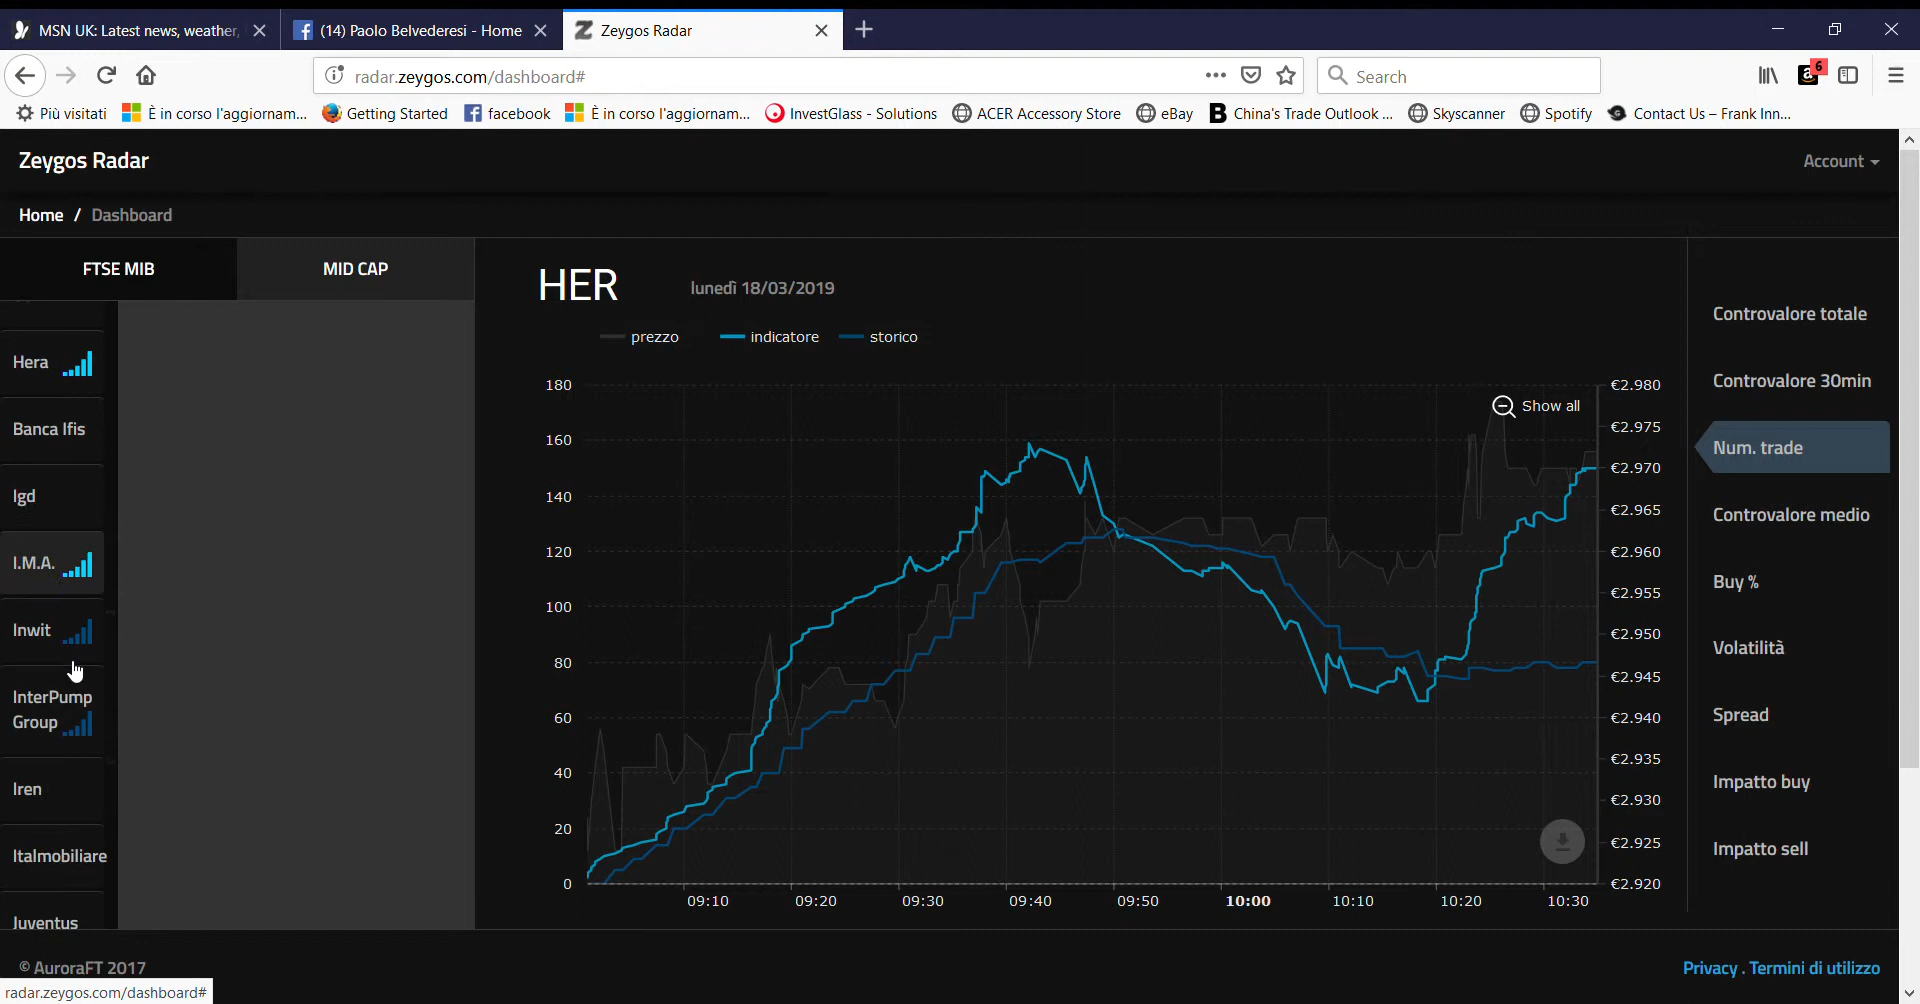 MSN UK: Latest news, weather,
(14) Paolo Belvederesi - Home
Zeygos Radar
radar.zeygos.com/dashboard#
Search
6
Più visitati
È in corso l'aggiornam...
Getting Started
facebook
È in corso l'aggiornam...
InvestGlass - Solutions
ACER Accessory Store
eBay
China's Trade Outlook ...
Skyscanner
Spotify
Contact Us – Frank Inn...
Zeygos Radar
Account
Home / Dashboard
FTSE MIB
MID CAP
Hera
Banca Ifis
Igd
I.M.A.
Inwit
InterPump
Group
Iren
Italmobiliare
Juventus
HER
lunedì 18/03/2019
prezzo
indicatore
storico
Show all
180
160
140
120
100
80
60
40
20
0
€2.980
€2.975
€2.970
€2.965
€2.960
€2.955
€2.950
€2.945
€2.940
€2.935
€2.930
€2.925
€2.920
09:10
09:20
09:30
09:40
09:50
10:00
10:10
10:20
10:30
Controvalore totale
Controvalore 30min
Num. trade
Controvalore medio
Buy %
Volatilità
Spread
Impatto buy
Impatto sell
© AuroraFT 2017
Privacy . Termini di utilizzo
radar.zeygos.com/dashboard#